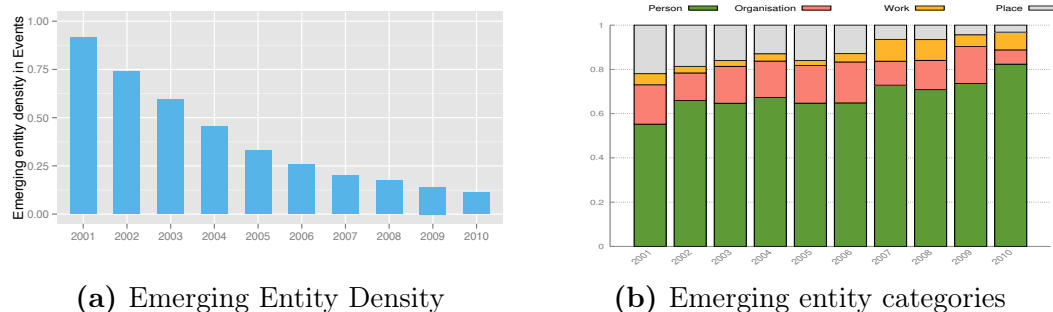 Emerging entity density in Events
1.00
0.75
0.50
0.25
0.00
2001 2002 2003 2004 2005 2006 2007 2008 2009 2010
(a) Emerging Entity Density
Person Organisation Work Place
1
0.8
0.6
0.4
0.2
0
2001 2002 2003 2004 2005 2006 2007 2008 2009 2010
(b) Emerging entity categories